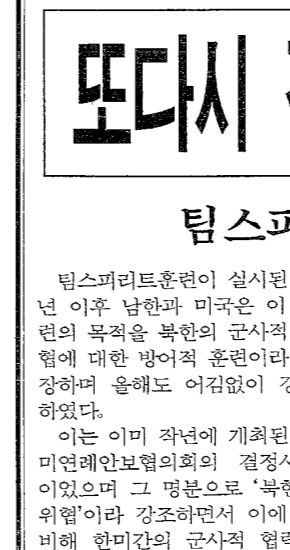 또다시
팀스피
팀스피리트훈련이 실시된
년 이후 남한과 미국은 이
련의 목적을 북한의 군사적
협에 대한 방어적 훈련이라
장하며 올해도 어김없이
하였다.
이는 이미 작년에 개최된
미연례안보협의회의 결정사
이었으며 그 명분으로 ‘북한
위협’이라 강조하면서 이에
비해 한미간의 군사적 협력